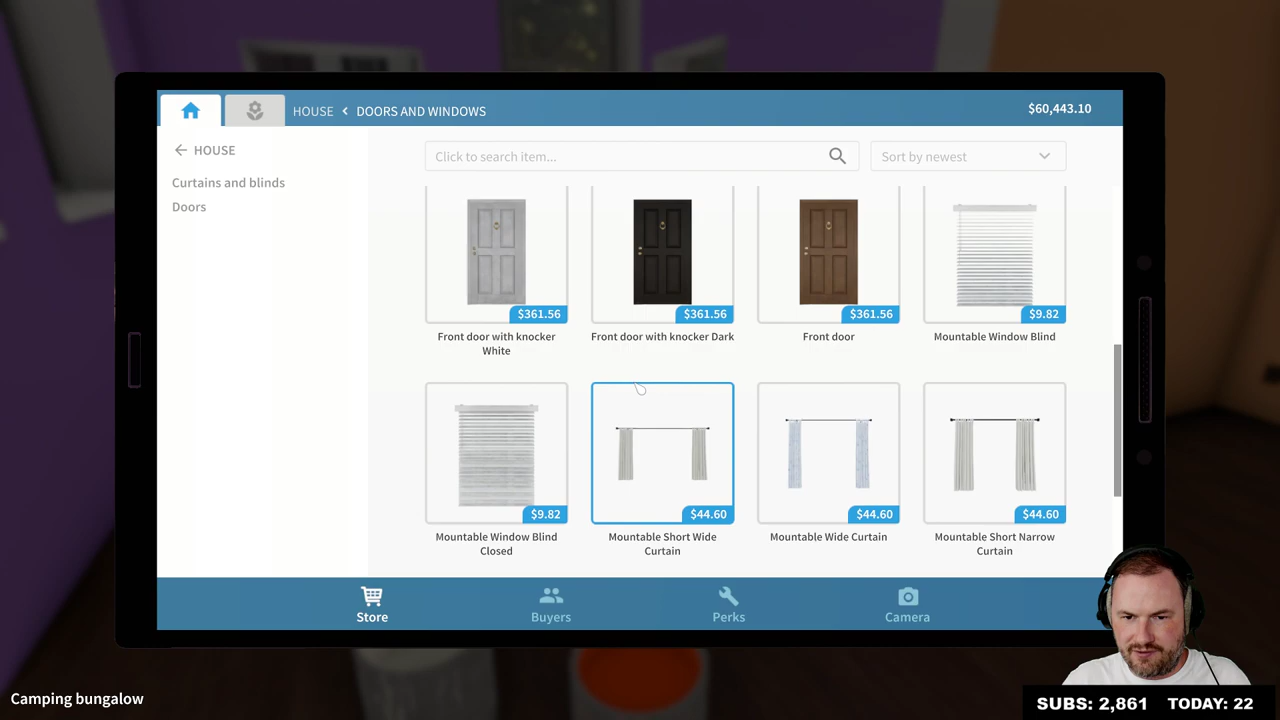 HOUSE < DOORS AND WINDOWS
$60,443.10
HOUSE
Click to search item...
Sort by newest
Curtains and blinds
Doors
$361.56
$361.56
$361.56
$9.82
Front door with knocker White
Front door with knocker Dark
Front door
Mountable Window Blind
$9.82
$44.60
$44.60
$44.60
Mountable Window Blind Closed
Mountable Short Wide Curtain
Mountable Wide Curtain
Mountable Short Narrow Curtain
Store
Buyers
Perks
Camera
Camping bungalow
SUBS: 2,861 TODAY: 22